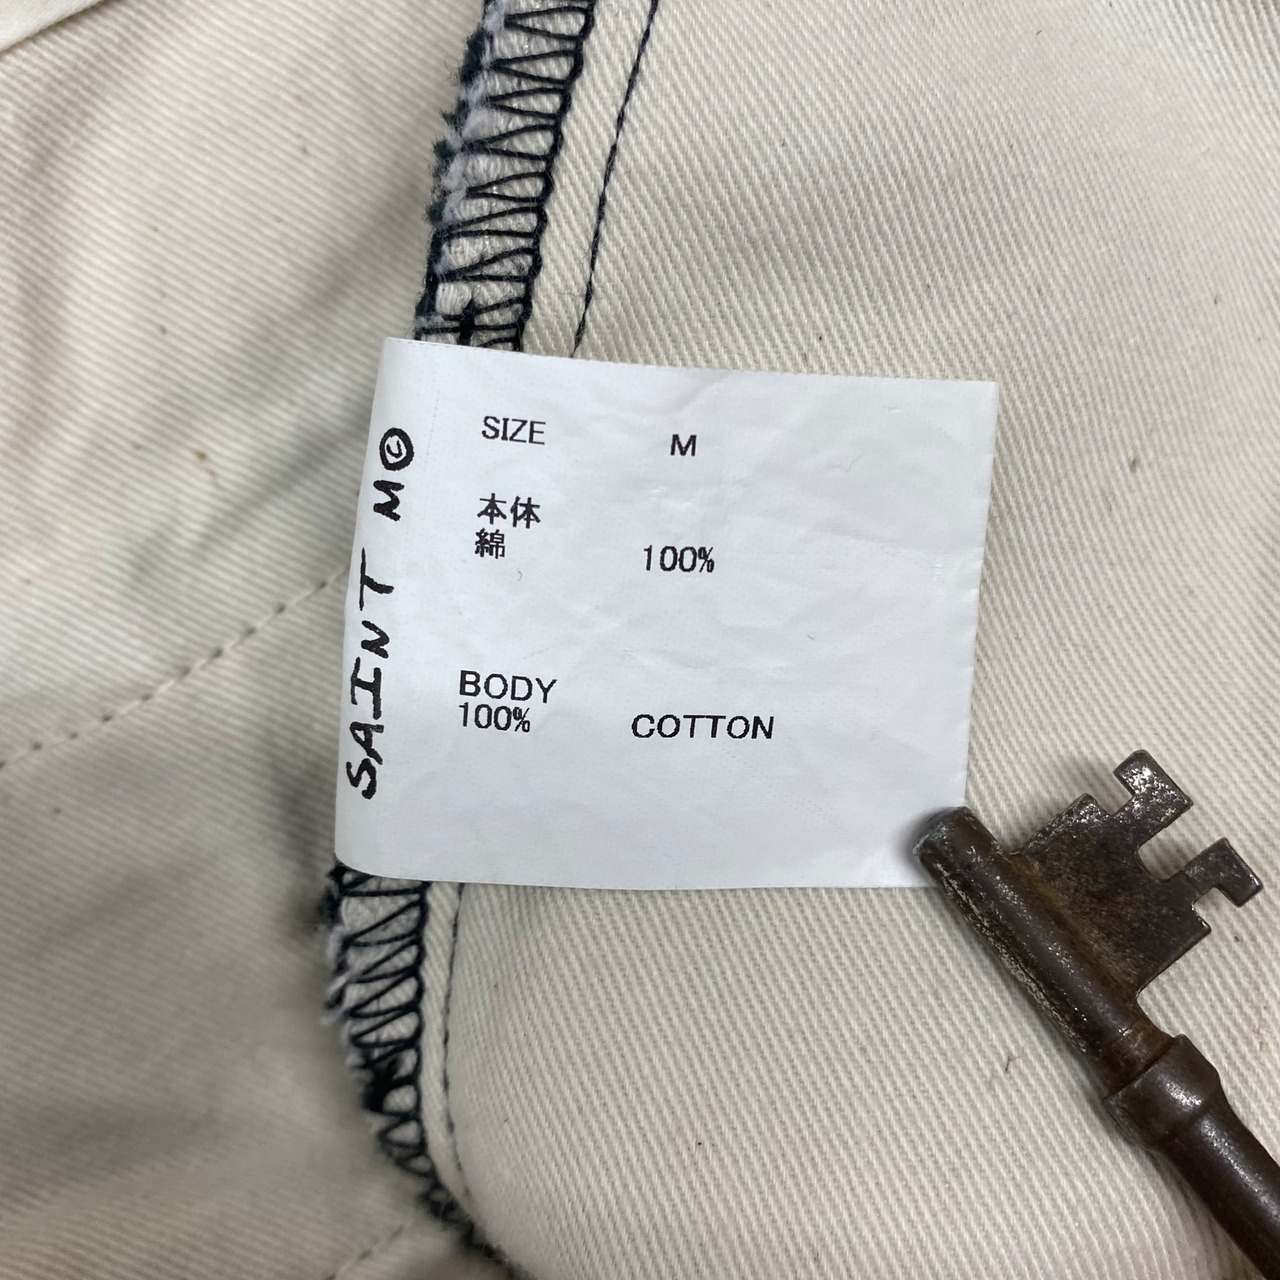 SAINT M©
SIZE M
本体
綿 100%
BODY
100% COTTON